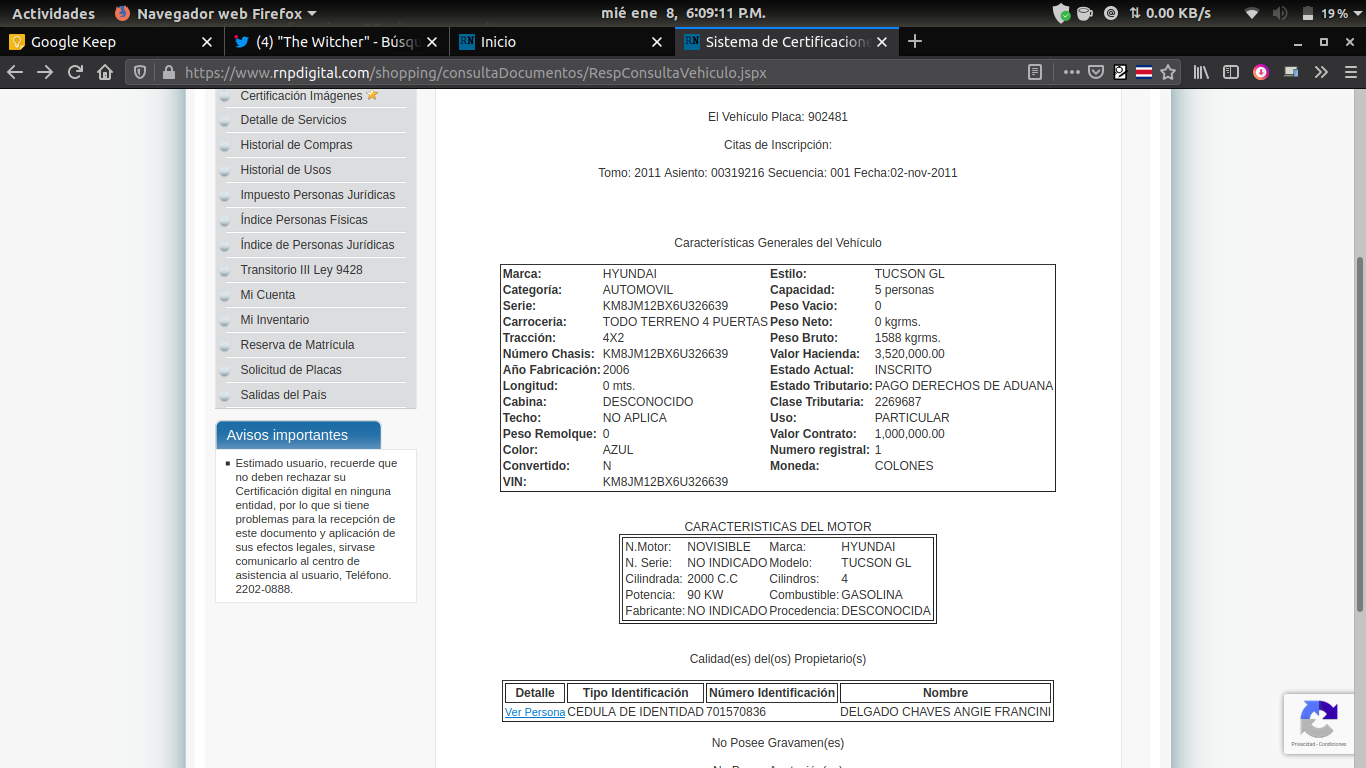 Actividades Navegador web Firefox mié ene 8, 6:09:11 P.M. 0.00 KB/s 19 %
Google Keep (4) "The Witcher" - Búsqu Inicio Sistema de Certificacione
https://www.rnpdigital.com/shopping/consultaDocumentos/RespConsultaVehiculo.jspx
Certificación Imágenes
Detalle de Servicios
Historial de Compras
Historial de Usos
Impuesto Personas Jurídicas
Índice Personas Físicas
Índice de Personas Jurídicas
Transitorio III Ley 9428
Mi Cuenta
Mi Inventario
Reserva de Matrícula
Solicitud de Placas
Salidas del País
Avisos importantes
Estimado usuario, recuerde que
no deben rechazar su
Certificación digital en ninguna
entidad, por lo que si tiene
problemas para la recepción de
este documento y aplicación de
sus efectos legales, sirvase
comunicarlo al centro de
asistencia al usuario, Teléfono.
2202-0888.
El Vehículo Placa: 902481
Citas de Inscripción:
Tomo: 2011 Asiento: 00319216 Secuencia: 001 Fecha:02-nov-2011
Características Generales del Vehículo
Marca: HYUNDAI Estilo: TUCSON GL
Categoría: AUTOMOVIL Capacidad: 5 personas
Serie: KM8JM12BX6U326639 Peso Vacio: 0
Carroceria: TODO TERRENO 4 PUERTAS Peso Neto: 0 kgrms.
Tracción: 4X2 Peso Bruto: 1588 kgrms.
Número Chasis: KM8JM12BX6U326639 Valor Hacienda: 3,520,000.00
Año Fabricación: 2006 Estado Actual: INSCRITO
Longitud: 0 mts. Estado Tributario: PAGO DERECHOS DE ADUANA
Cabina: DESCONOCIDO Clase Tributaria: 2269687
Techo: NO APLICA Uso: PARTICULAR
Peso Remolque: 0 Valor Contrato: 1,000,000.00
Color: AZUL Numero registral: 1
Convertido: N Moneda: COLONES
VIN: KM8JM12BX6U326639
CARACTERISTICAS DEL MOTOR
N.Motor: NOVISIBLE Marca: HYUNDAI
N. Serie: NO INDICADO Modelo: TUCSON GL
Cilindrada: 2000 C.C Cilindros: 4
Potencia: 90 KW Combustible: GASOLINA
Fabricante: NO INDICADO Procedencia: DESCONOCIDA
Calidad(es) del(os) Propietario(s)
Detalle Tipo Identificación Número Identificación Nombre
Ver Persona CEDULA DE IDENTIDAD 701570836 DELGADO CHAVES ANGIE FRANCINI
No Posee Gravamen(es)
Privacidad - Condiciones